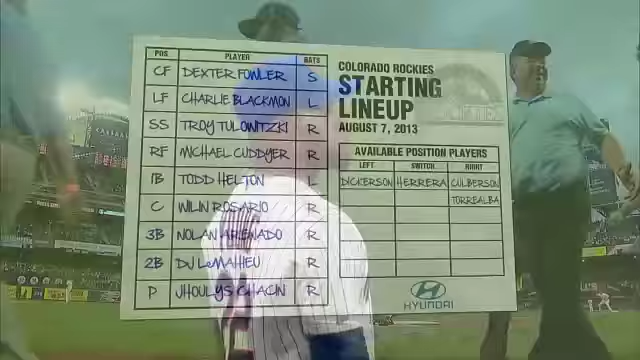 POS PLAYER BATS
CF DEXTER FOWLER S
LF CHARLIE BLACKMON L
SS TROY TULOWITZKI R
RF MICHAEL CUDDYER R
1B TODD HELTON L
C WILIN ROSARIO R
3B NOLAN ARENADO R
2B DJ LeMAHIEU R
P JHOULYS CHACIN R
COLORADO ROCKIES
STARTING
LINEUP
AUGUST 7, 2013
AVAILABLE POSITION PLAYERS
LEFT SWITCH RIGHT
DICKERSON HERRERA CULBERSON
TORREALBA
HYUNDAI